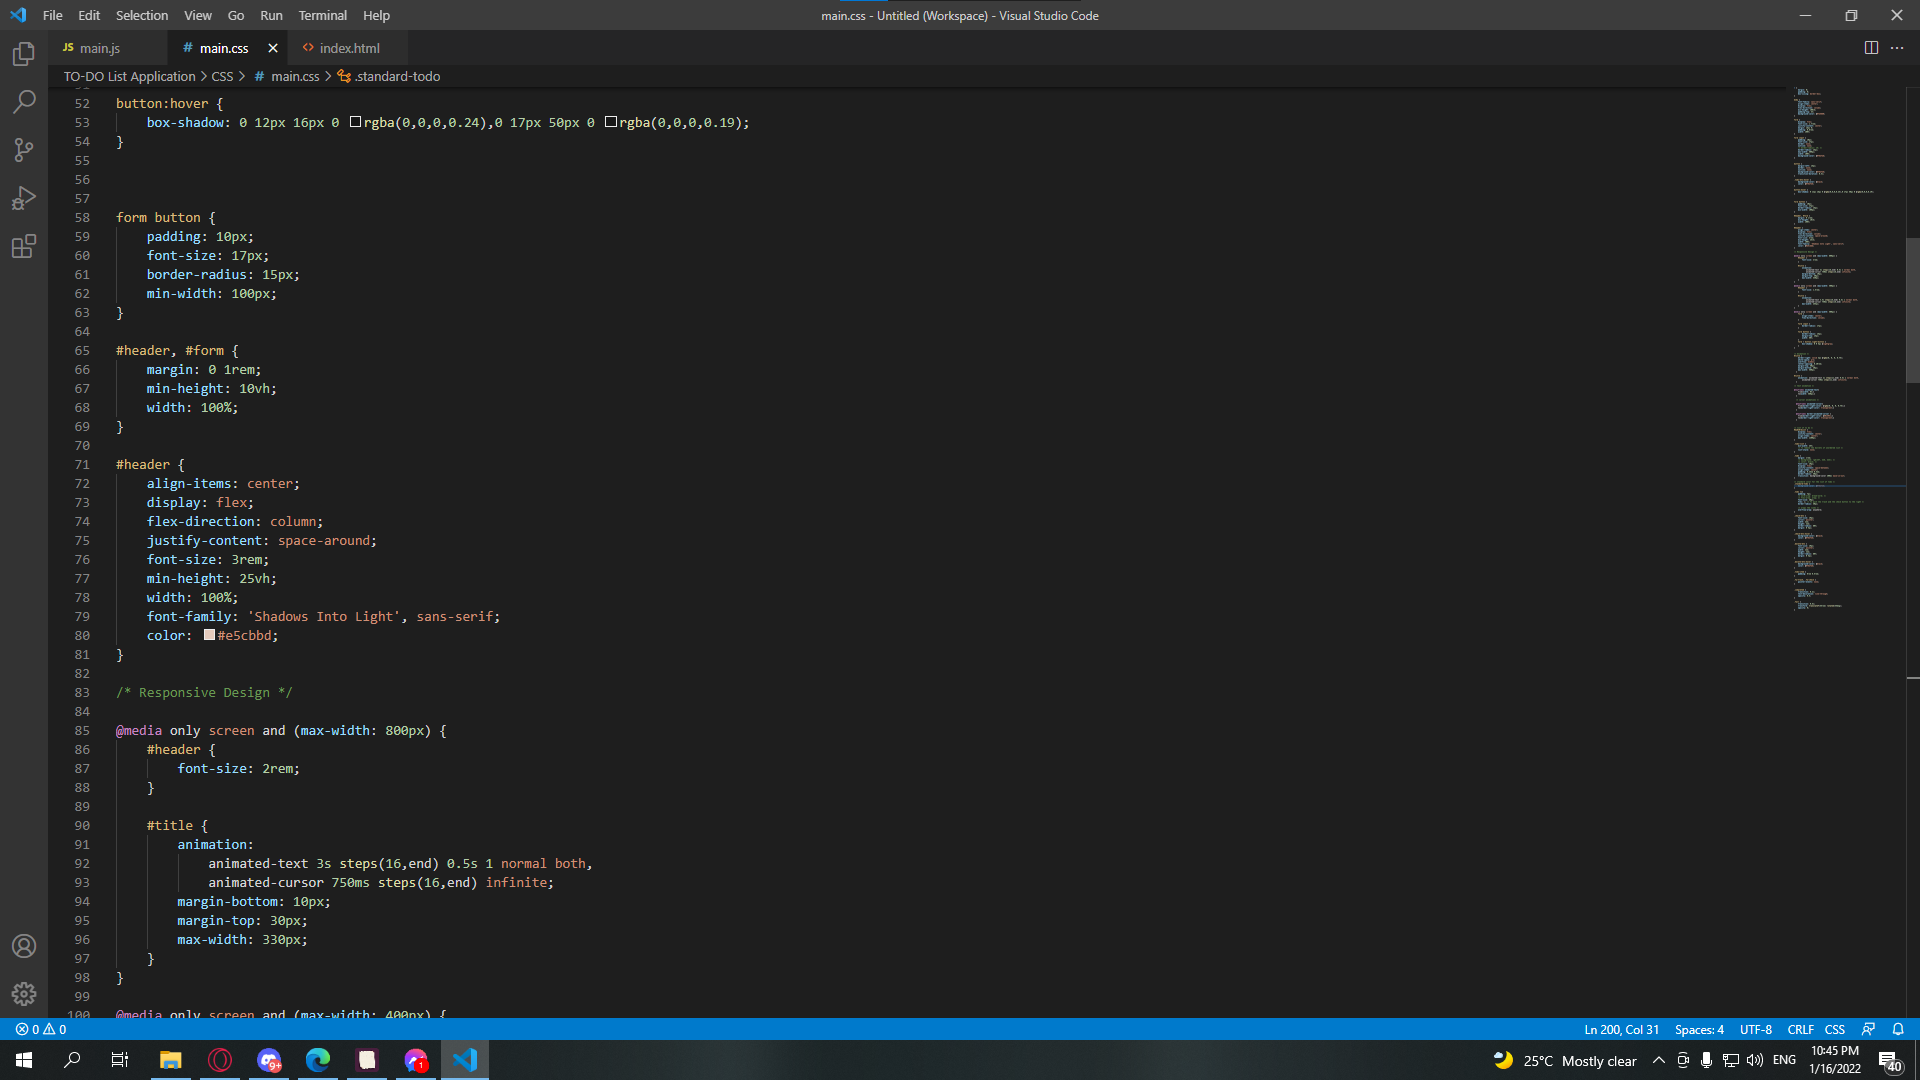 File Edit Selection View Go Run Terminal Help
main.css - Untitled (Workspace) - Visual Studio Code
JS main.js
# main.css
<> index.html
TO-DO List Application > CSS > # main.css > .standard-todo
52 button:hover {
53 box-shadow: 0 12px 16px 0 rgba(0,0,0,0.24),0 17px 50px 0 rgba(0,0,0,0.19);
54 }
55
56
57
58 form button {
59 padding: 10px;
60 font-size: 17px;
61 border-radius: 15px;
62 min-width: 100px;
63 }
64
65 #header, #form {
66 margin: 0 1rem;
67 min-height: 10vh;
68 width: 100%;
69 }
70
71 #header {
72 align-items: center;
73 display: flex;
74 flex-direction: column;
75 justify-content: space-around;
76 font-size: 3rem;
77 min-height: 25vh;
78 width: 100%;
79 font-family: 'Shadows Into Light', sans-serif;
80 color: #e5cbbd;
81 }
82
83 /* Responsive Design */
84
85 @media only screen and (max-width: 800px) {
86 #header {
87 font-size: 2rem;
88 }
89
90 #title {
91 animation:
92 animated-text 3s steps(16,end) 0.5s 1 normal both,
93 animated-cursor 750ms steps(16,end) infinite;
94 margin-bottom: 10px;
95 margin-top: 30px;
96 max-width: 330px;
97 }
98 }
99
100 @media only screen and (max-width: 400px) {
0 0
Ln 200, Col 31 Spaces: 4 UTF-8 CRLF CSS
9+
1
25°C Mostly clear
ENG
10:45 PM
1/16/2022
40